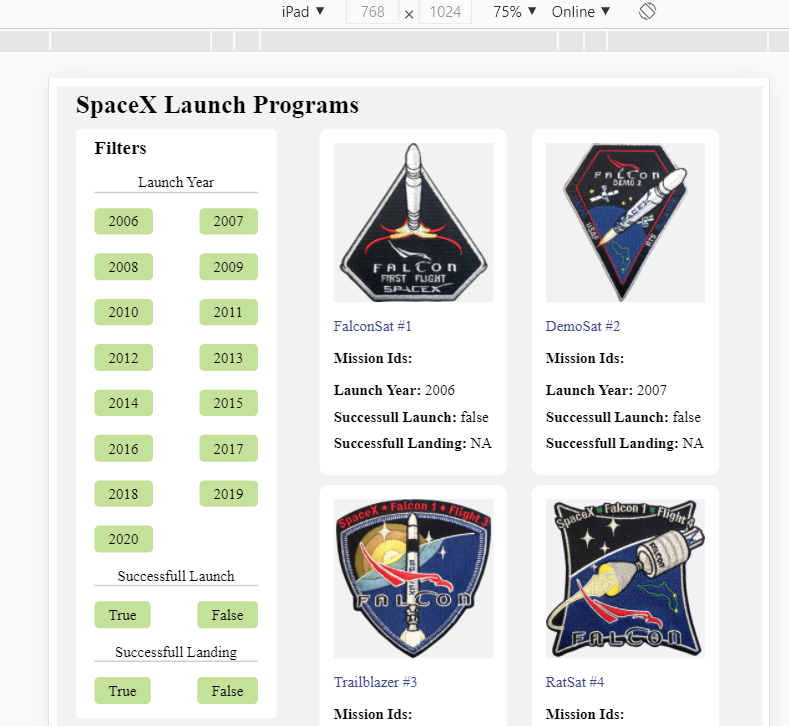 iPad ▼ 768 × 1024 75% ▼ Online ▼
SpaceX Launch Programs
Filters
Launch Year
2006 2007
2008 2009
2010 2011
2012 2013
2014 2015
2016 2017
2018 2019
2020
Successfull Launch
True False
Successfull Landing
True False
FALCON
FIRST FLIGHT
SPACEX
FalconSat #1
Mission Ids:
Launch Year: 2006
Successull Launch: false
Successfull Landing: NA
FALCON
DEMO 2
SPACEX
USAF
DemoSat #2
Mission Ids:
Launch Year: 2007
Successull Launch: false
Successfull Landing: NA
SpaceX • Falcon 1 • Flight 3
FALCON
Trailblazer #3
Mission Ids:
SpaceX Falcon 1 Flight 4
FALCON
FALCON
RatSat #4
Mission Ids: